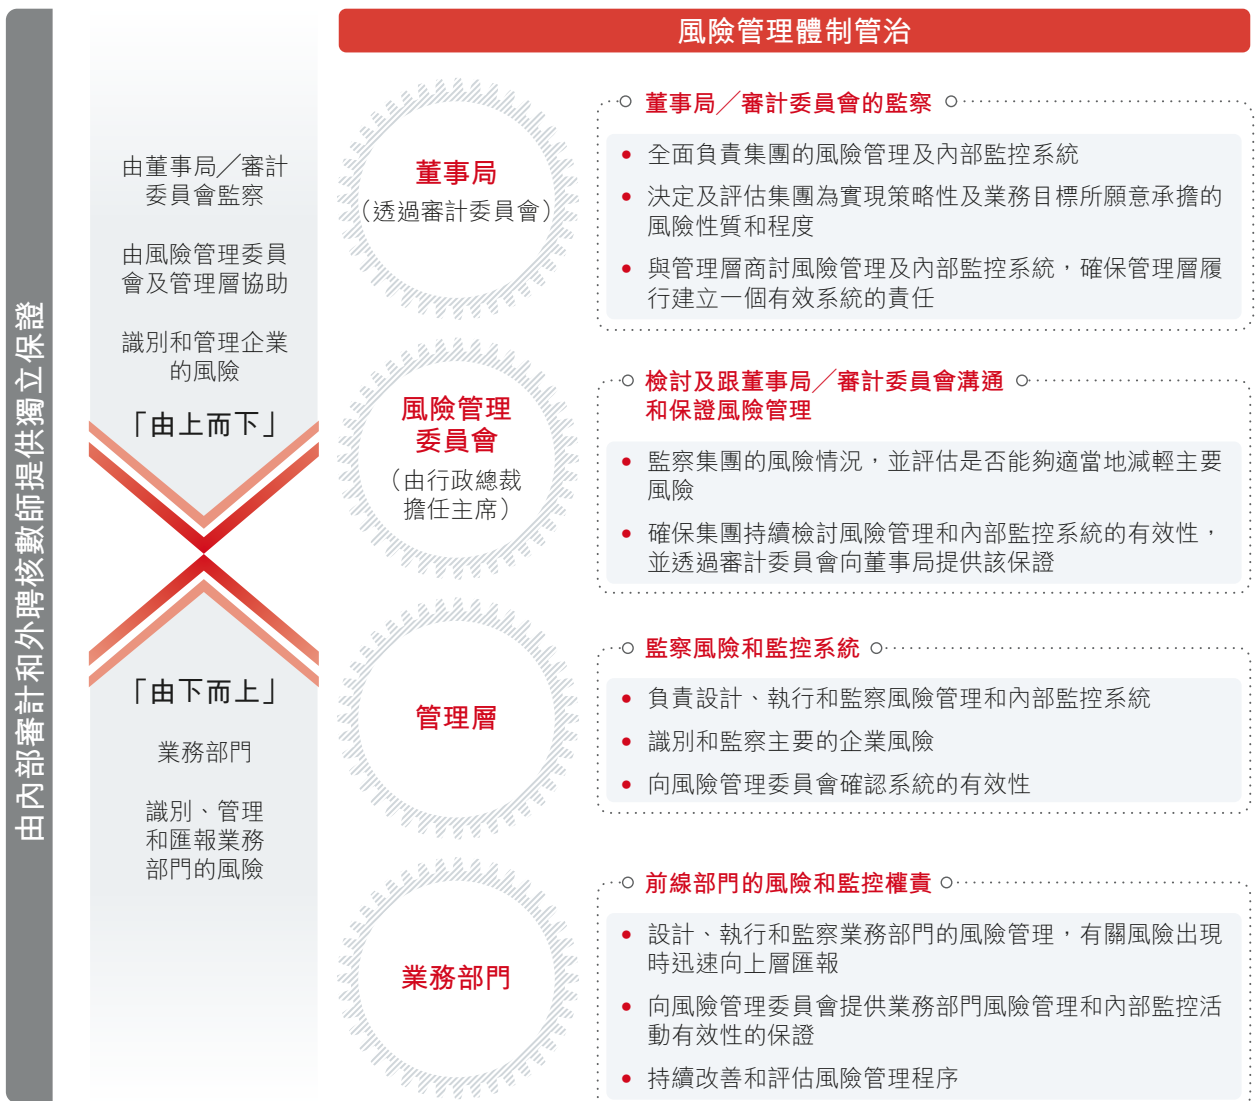 由內部審計和外聘核數師提供獨立保證
由董事局╱審計
委員會監察
由風險管理委員
會及管理層協助
識別和管理企業
的風險
「由上而下」
「由下而上」
業務部門
識別、管理
和匯報業務
部門的風險
風險管理體制管治
董事局
（透過審計委員會）
董事局╱審計委員會的監察
• 全面負責集團的風險管理及內部監控系統
• 決定及評估集團為實現策略性及業務目標所願意承擔的
風險性質和程度
• 與管理層商討風險管理及內部監控系統，確保管理層履
行建立一個有效系統的責任
風險管理
委員會
（由行政總裁
擔任主席）
檢討及跟董事局╱審計委員會溝通
和保證風險管理
• 監察集團的風險情況，並評估是否能夠適當地減輕主要
風險
• 確保集團持續檢討風險管理和內部監控系統的有效性，
並透過審計委員會向董事局提供該保證
管理層
監察風險和監控系統
• 負責設計、執行和監察風險管理和內部監控系統
• 識別和監察主要的企業風險
• 向風險管理委員會確認系統的有效性
業務部門
前線部門的風險和監控權責
• 設計、執行和監察業務部門的風險管理，有關風險出現
時迅速向上層匯報
• 向風險管理委員會提供業務部門風險管理和內部監控活
動有效性的保證
• 持續改善和評估風險管理程序